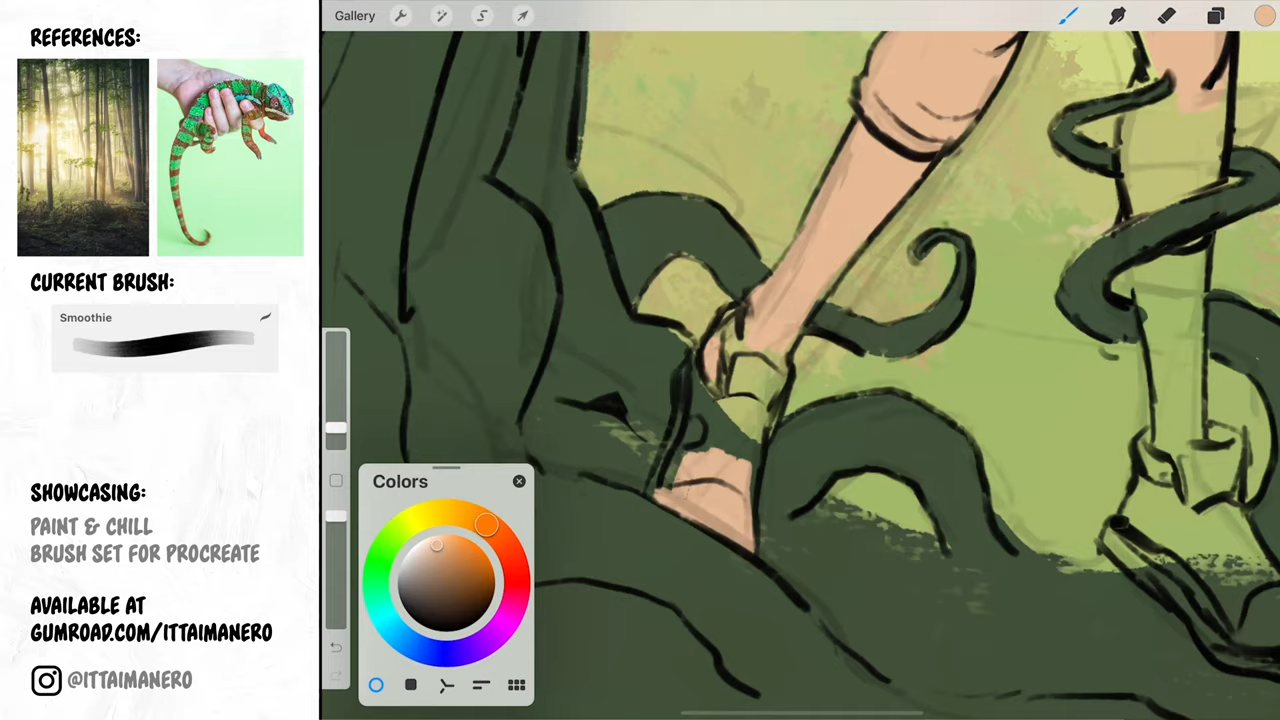 REFERENCES:
Gallery
CURRENT BRUSH:
Smoothie
Colors
SHOWCASING:
PAINT & CHILL
BRUSH SET FOR PROCREATE
AVAILABLE AT
GUMROAD.COM/ITTAIMANERO
@ITTAIMANERO